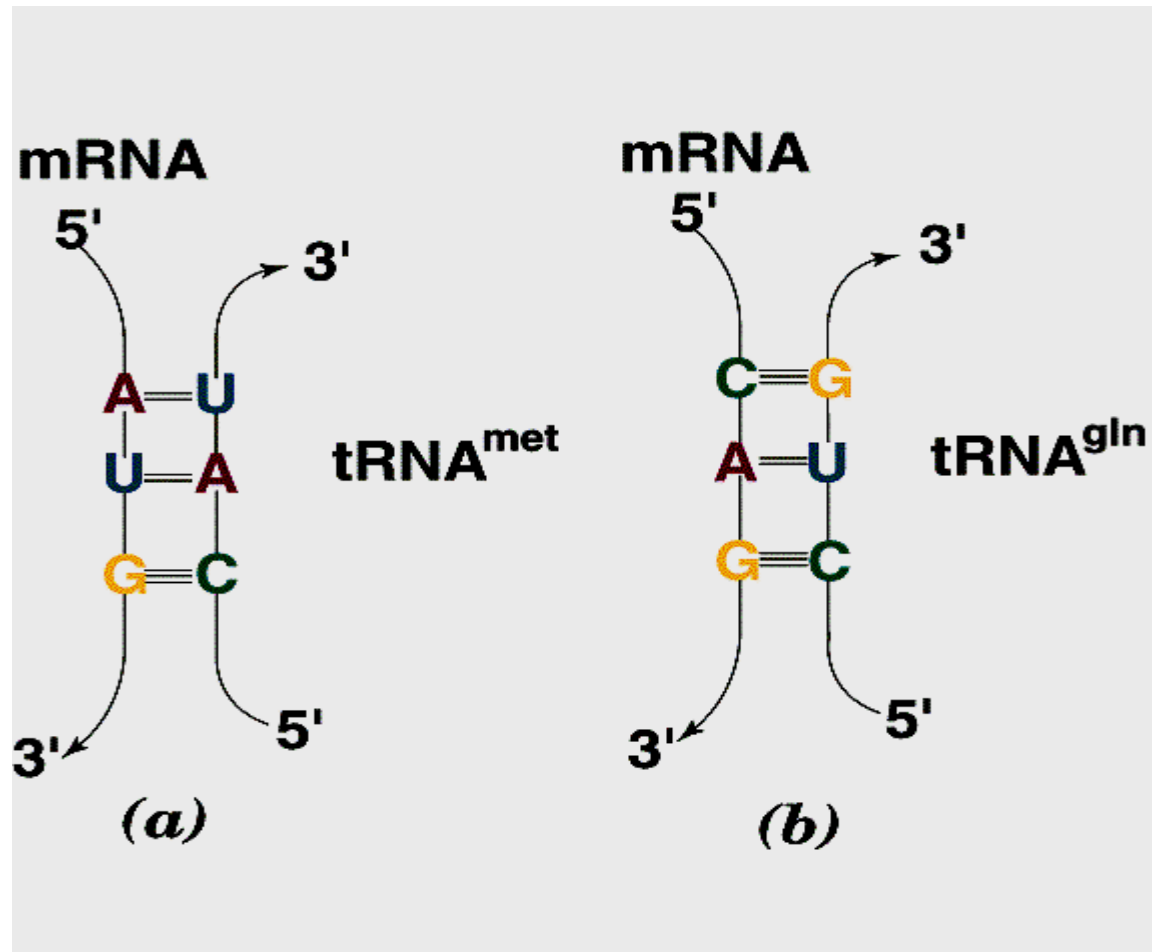 mRNA
5'
3'
A U
U A
G C
tRNAmet
3'
5'
(a)
mRNA
5'
3'
C G
A U
G C
tRNAgln
3'
5'
(b)